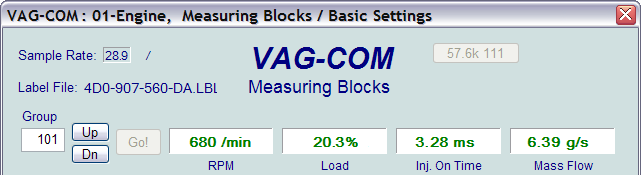 VAG-COM: 01-Engine, Measuring Blocks / Basic Settings
Sample Rate: 28.9 /
VAG-COM
57.6k 111
Label File: 4D0-907-560-DA.LBL
Measuring Blocks
Group
101
Up
Dn
Go!
680 /min
20.3%
3.28 ms
6.39 g/s
RPM
Load
Inj. On Time
Mass Flow